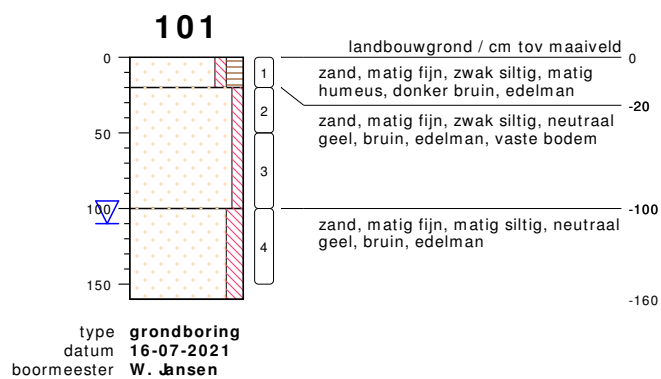 101
landbouwgrond / cm tov maaiveld
0
0
1
zand, matig fijn, zwak siltig, matig
humeus, donker bruin, edelman
-20
2
zand, matig fijn, zwak siltig, neutraal
geel, bruin, edelman, vaste bodem
50
3
100
-100
zand, matig fijn, matig siltig, neutraal
geel, bruin, edelman
4
150
-160
type grondboring
datum 16-07-2021
boormeester W. Jansen